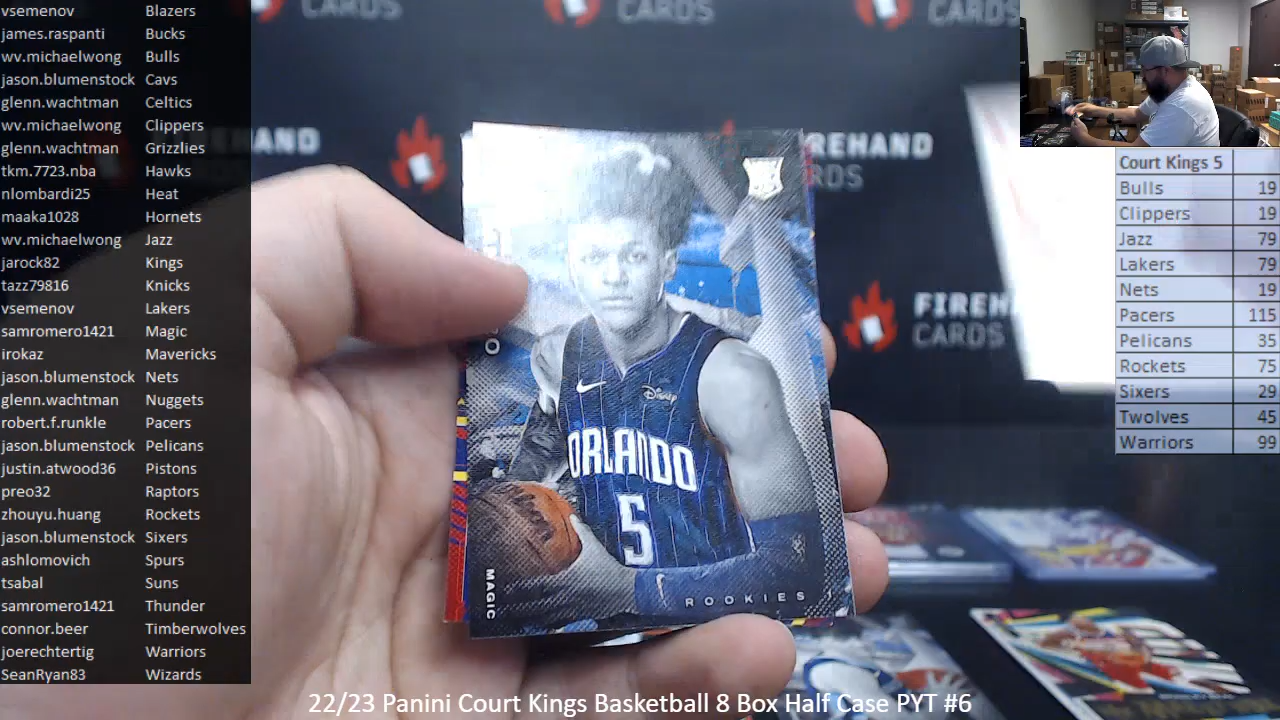 vsemenov Blazers
james.raspanti Bucks
wv.michaelwong Bulls
jason.blumenstock Cavs
glenn.wachtman Celtics
wv.michaelwong Clippers
glenn.wachtman Grizzlies
tkm.7723.nba Hawks
nlombardi25 Heat
maaka1028 Hornets
wv.michaelwong Jazz
jarock82 Kings
tazz79816 Knicks
vsemenov Lakers
samromero1421 Magic
irokaz Mavericks
jason.blumenstock Nets
glenn.wachtman Nuggets
robert.f.runkle Pacers
jason.blumenstock Pelicans
justin.atwood36 Pistons
preo32 Raptors
zhouyu.huang Rockets
jason.blumenstock Sixers
ashlomovich Spurs
tsabal Suns
samromero1421 Thunder
connor.beer Timberwolves
joerechtertig Warriors
SeanRyan83 Wizards
CARDS
CARDS
CARDS
HAND
REHAND
RDS
FIREH
CARDS
Disney
ORLANDO
5
MAGIC
ROOKIES
Court Kings 5
Bulls 19
Clippers 19
Jazz 79
Lakers 79
Nets 19
Pacers 115
Pelicans 35
Rockets 75
Sixers 29
Twolves 45
Warriors 99
22/23 Panini Court Kings Basketball 8 Box Half Case PYT #6